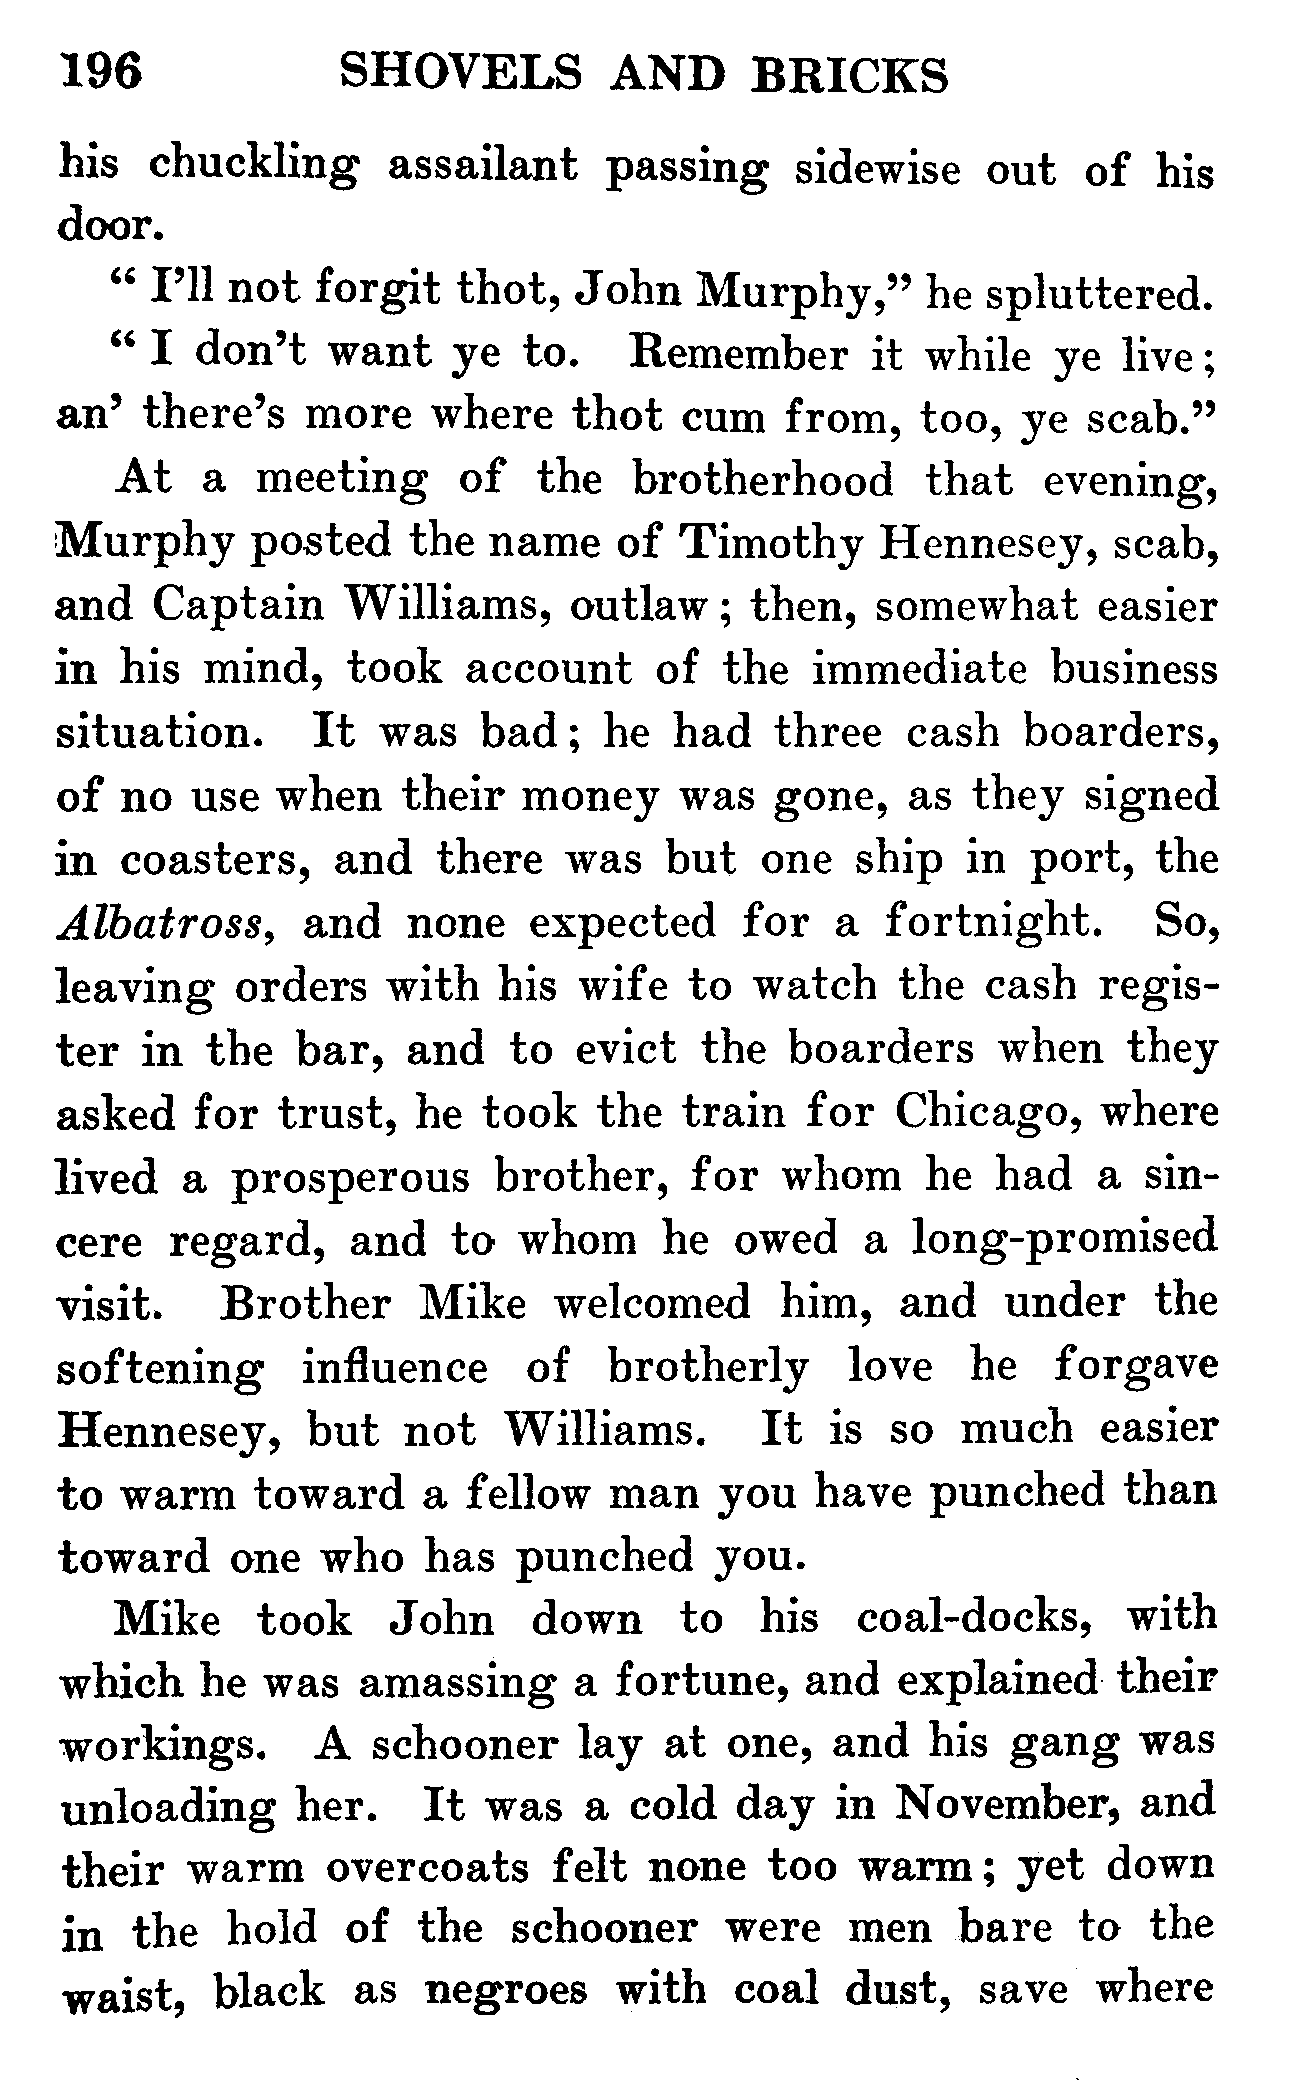 196 SHOVELS AND BRICKS
his chuckling assailant passing sidewise out of his
door.
“ I’ll not forgit thot, John Murphy,” he spluttered.
“ I don’t want ye to. Remember it while ye live ;
an’ there’s more where thot cum from, too, ye scab.”
At a meeting of the brotherhood that evening,
Murphy posted the name of Timothy Hennesey, scab,
and Captain Williams, outlaw ; then, somewhat easier
in his mind, took account of the immediate business
situation. It was bad ; he had three cash boarders,
of no use when their money was gone, as they signed
in coasters, and there was but one ship in port, the
Albatross, and none expected for a fortnight. So,
leaving orders with his wife to watch the cash regis-
ter in the bar, and to evict the boarders when they
asked for trust, he took the train for Chicago, where
lived a prosperous brother, for whom he had a sin-
cere regard, and to whom he owed a long-promised
visit. Brother Mike welcomed him, and under the
softening influence of brotherly love he forgave
Hennesey, but not Williams. It is so much easier
to warm toward a fellow man you have punched than
toward one who has punched you.
Mike took John down to his coal-docks, with
which he was amassing a fortune, and explained their
workings. A schooner lay at one, and his gang was
unloading her. It was a cold day in November, and
their warm overcoats felt none too warm ; yet down
in the hold of the schooner were men bare to the
waist, black as negroes with coal dust, save where